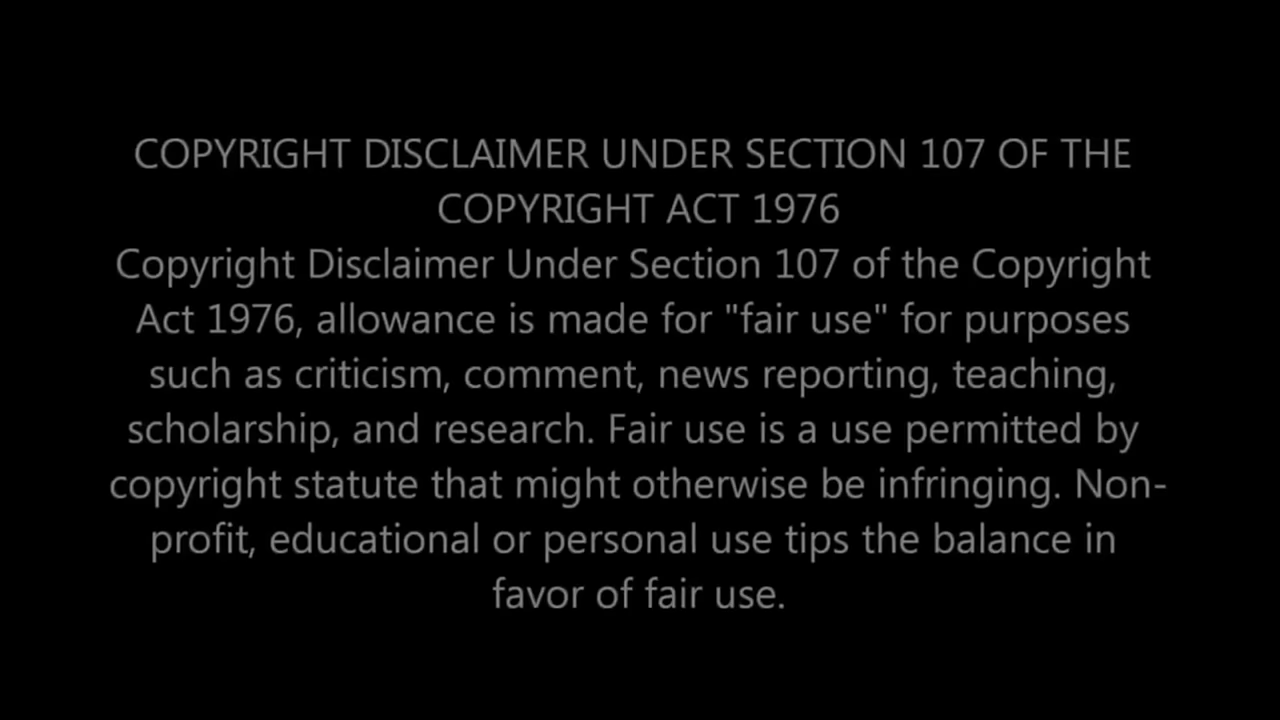 COPYRIGHT DISCLAIMER UNDER SECTION 107 OF THE
COPYRIGHT ACT 1976
Copyright Disclaimer Under Section 107 of the Copyright
Act 1976, allowance is made for "fair use" for purposes
such as criticism, comment, news reporting, teaching,
scholarship, and research. Fair use is a use permitted by
copyright statute that might otherwise be infringing. Non-
profit, educational or personal use tips the balance in
favor of fair use.